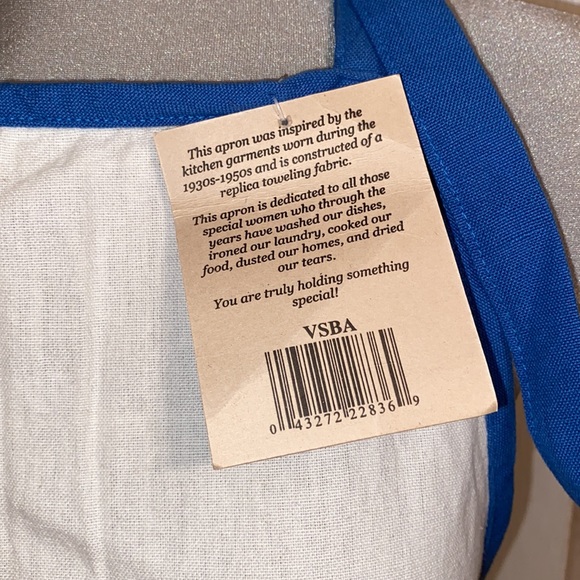 This apron was inspired by the
kitchen garments worn during the
1930s-1950s and is constructed of a
replica toweling fabric.
This apron is dedicated to all those
special women who through the
years have washed our dishes,
ironed our laundry, cooked our
food, dusted our homes, and dried
our tears.
You are truly holding something
special!
VSBA
0 43272 22836 9